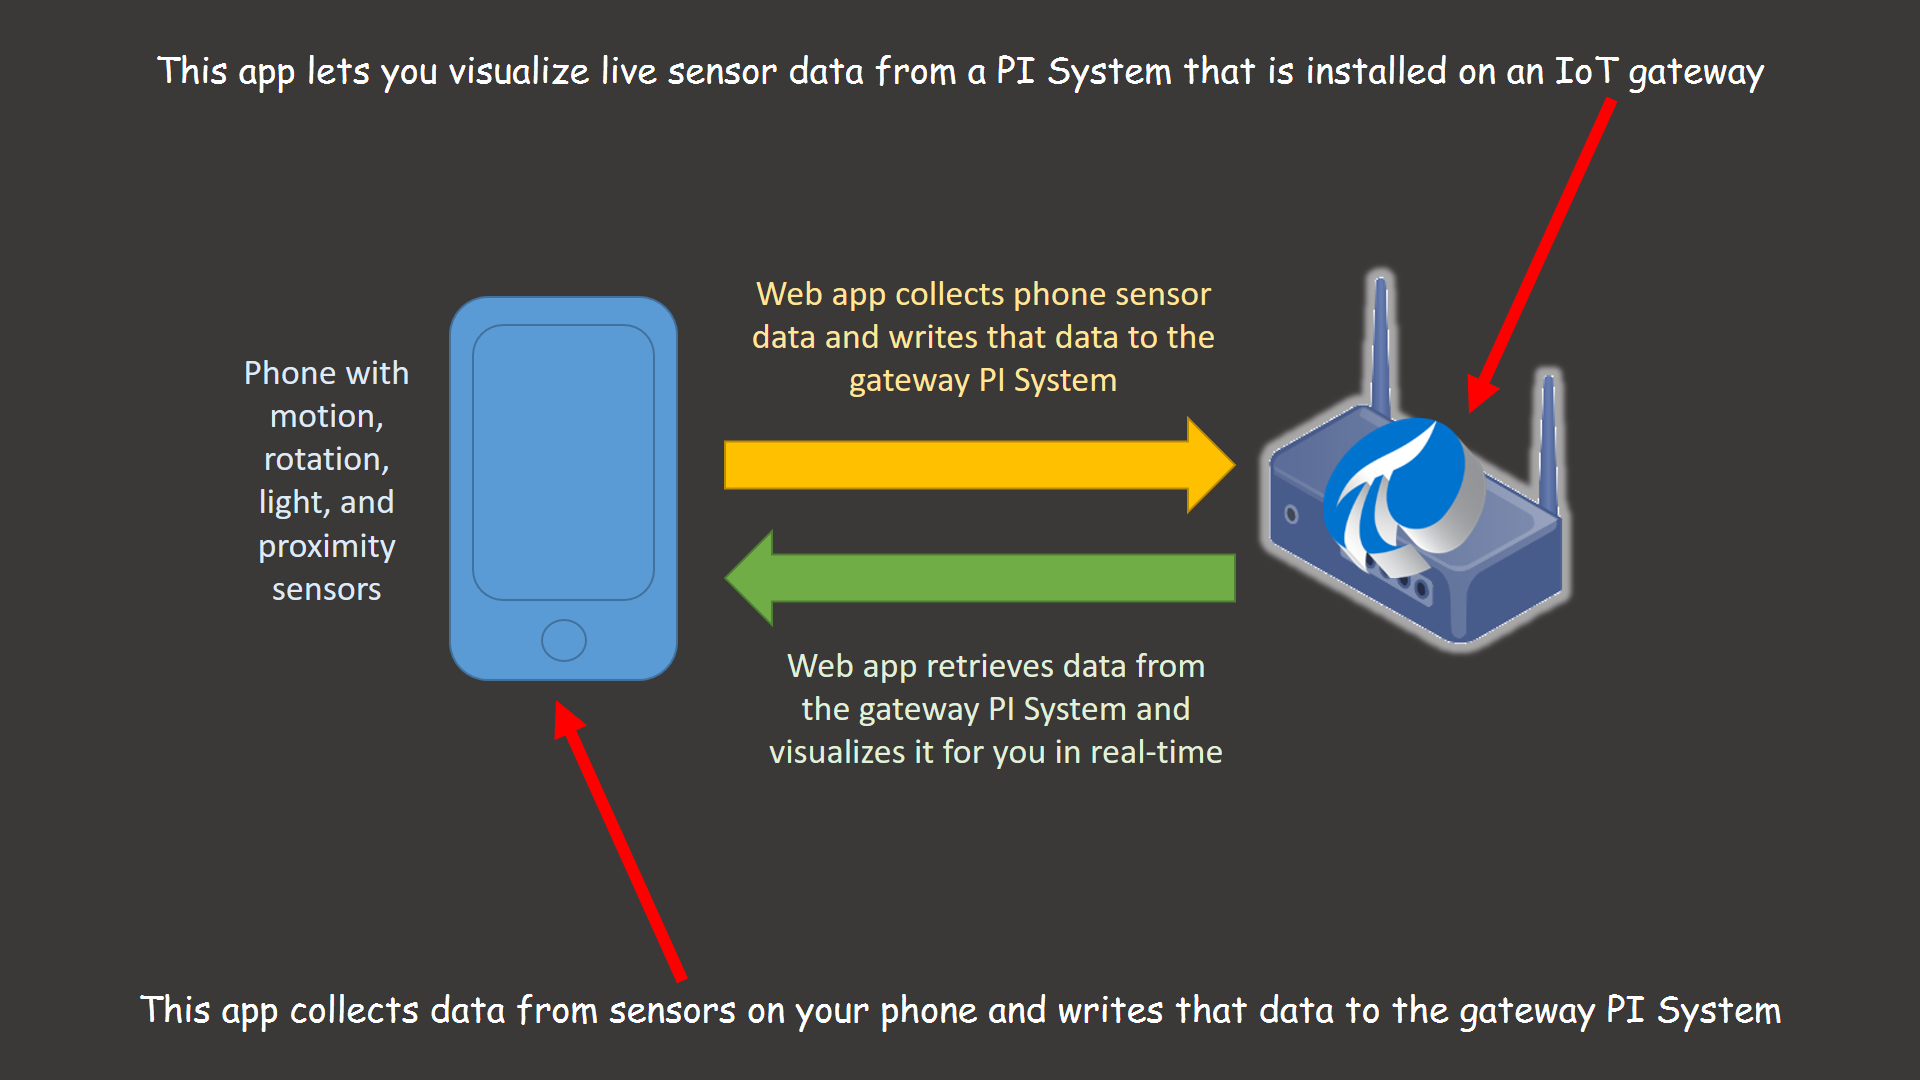 This app lets you visualize live sensor data from a PI System that is installed on an IoT gateway
Phone with
motion,
rotation,
light, and
proximity
sensors
Web app collects phone sensor
data and writes that data to the
gateway PI System
Web app retrieves data from
the gateway PI System and
visualizes it for you in real-time
This app collects data from sensors on your phone and writes that data to the gateway PI System